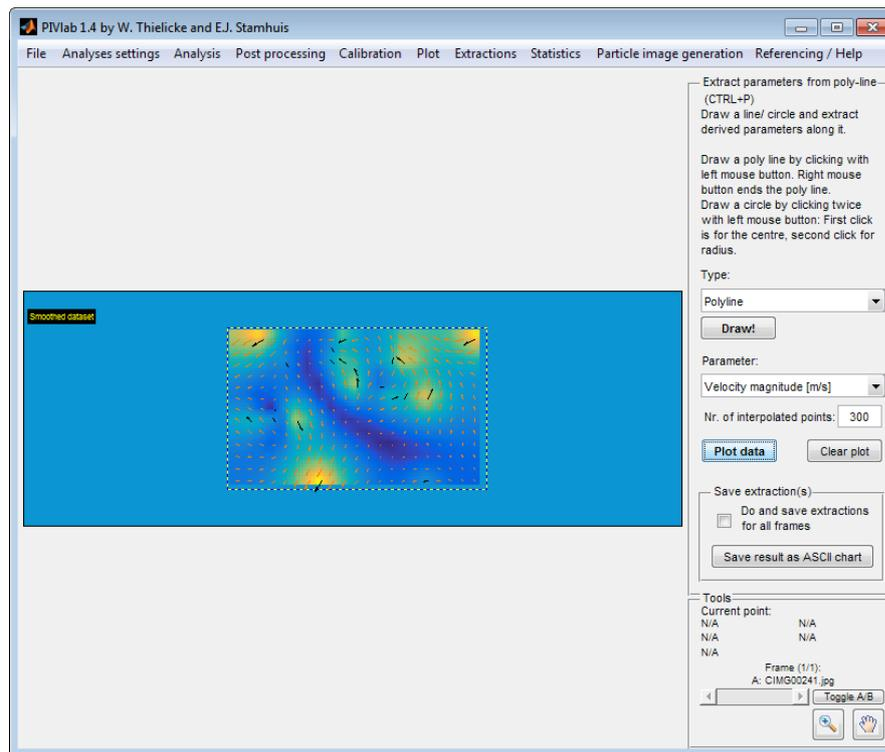 PIVlab 1.4 by W. Thielicke and E.J. Stamhuis
File Analyses settings Analysis Post processing Calibration Plot Extractions Statistics Particle image generation Referencing / Help
Smoothed dataset
Extract parameters from poly-line
(CTRL+P)
Draw a line/ circle and extract
derived parameters along it.
Draw a poly line by clicking with
left mouse button. Right mouse
button ends the poly line.
Draw a circle by clicking twice
with left mouse button: First click
is for the centre, second click for
radius.
Type:
Polyline
Draw!
Parameter:
Velocity magnitude [m/s]
Nr. of interpolated points: 300
Plot data Clear plot
Save extraction(s)
Do and save extractions
for all frames
Save result as ASCII chart
Tools
Current point:
N/A N/A
N/A N/A
N/A
Frame (1/1):
A: CIMG00241.jpg
Toggle A/B